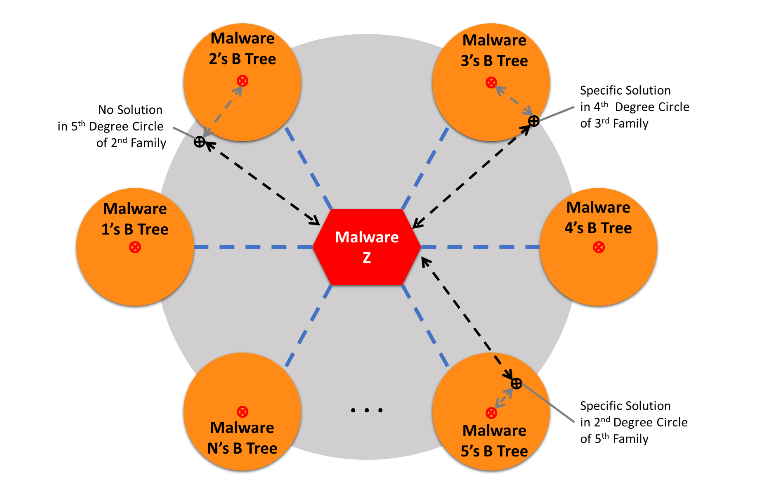 Malware
2's B Tree
Malware
3's B Tree
No Solution
in 5th Degree Circle
of 2nd Family
Specific Solution
in 4th Degree Circle
of 3rd Family
Malware
1's B Tree
Malware
Z
Malware
4's B Tree
Malware
N's B Tree
...
Malware
5's B Tree
Specific Solution
in 2nd Degree Circle
of 5th Family